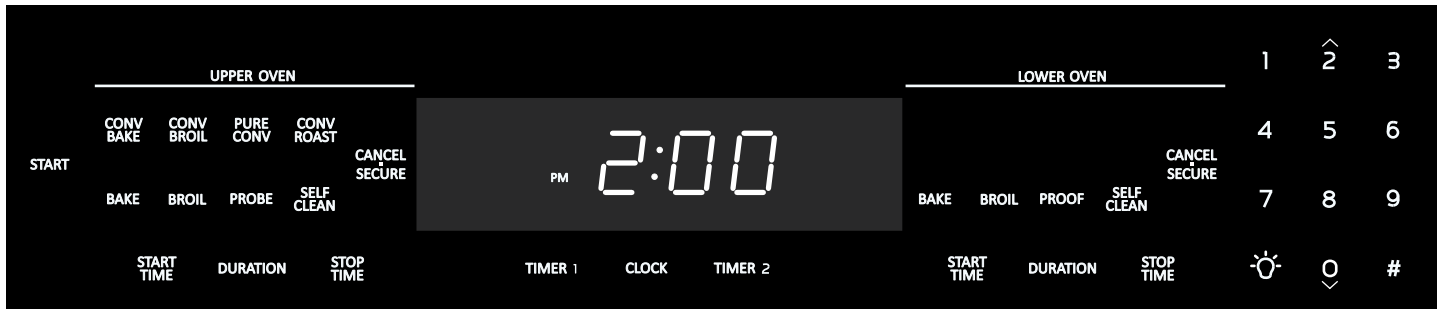 UPPER OVEN
LOWER OVEN
1 2 3
CONV BAKE
CONV BROIL
PURE CONV
CONV ROAST
4 5 6
START
CANCEL
SECURE
PM 2:00
CANCEL
SECURE
BAKE BROIL PROBE
SELF CLEAN
BAKE BROIL PROOF
SELF CLEAN
7 8 9
START TIME
DURATION
STOP TIME
TIMER 1 CLOCK TIMER 2
START TIME
DURATION
STOP TIME
0 #